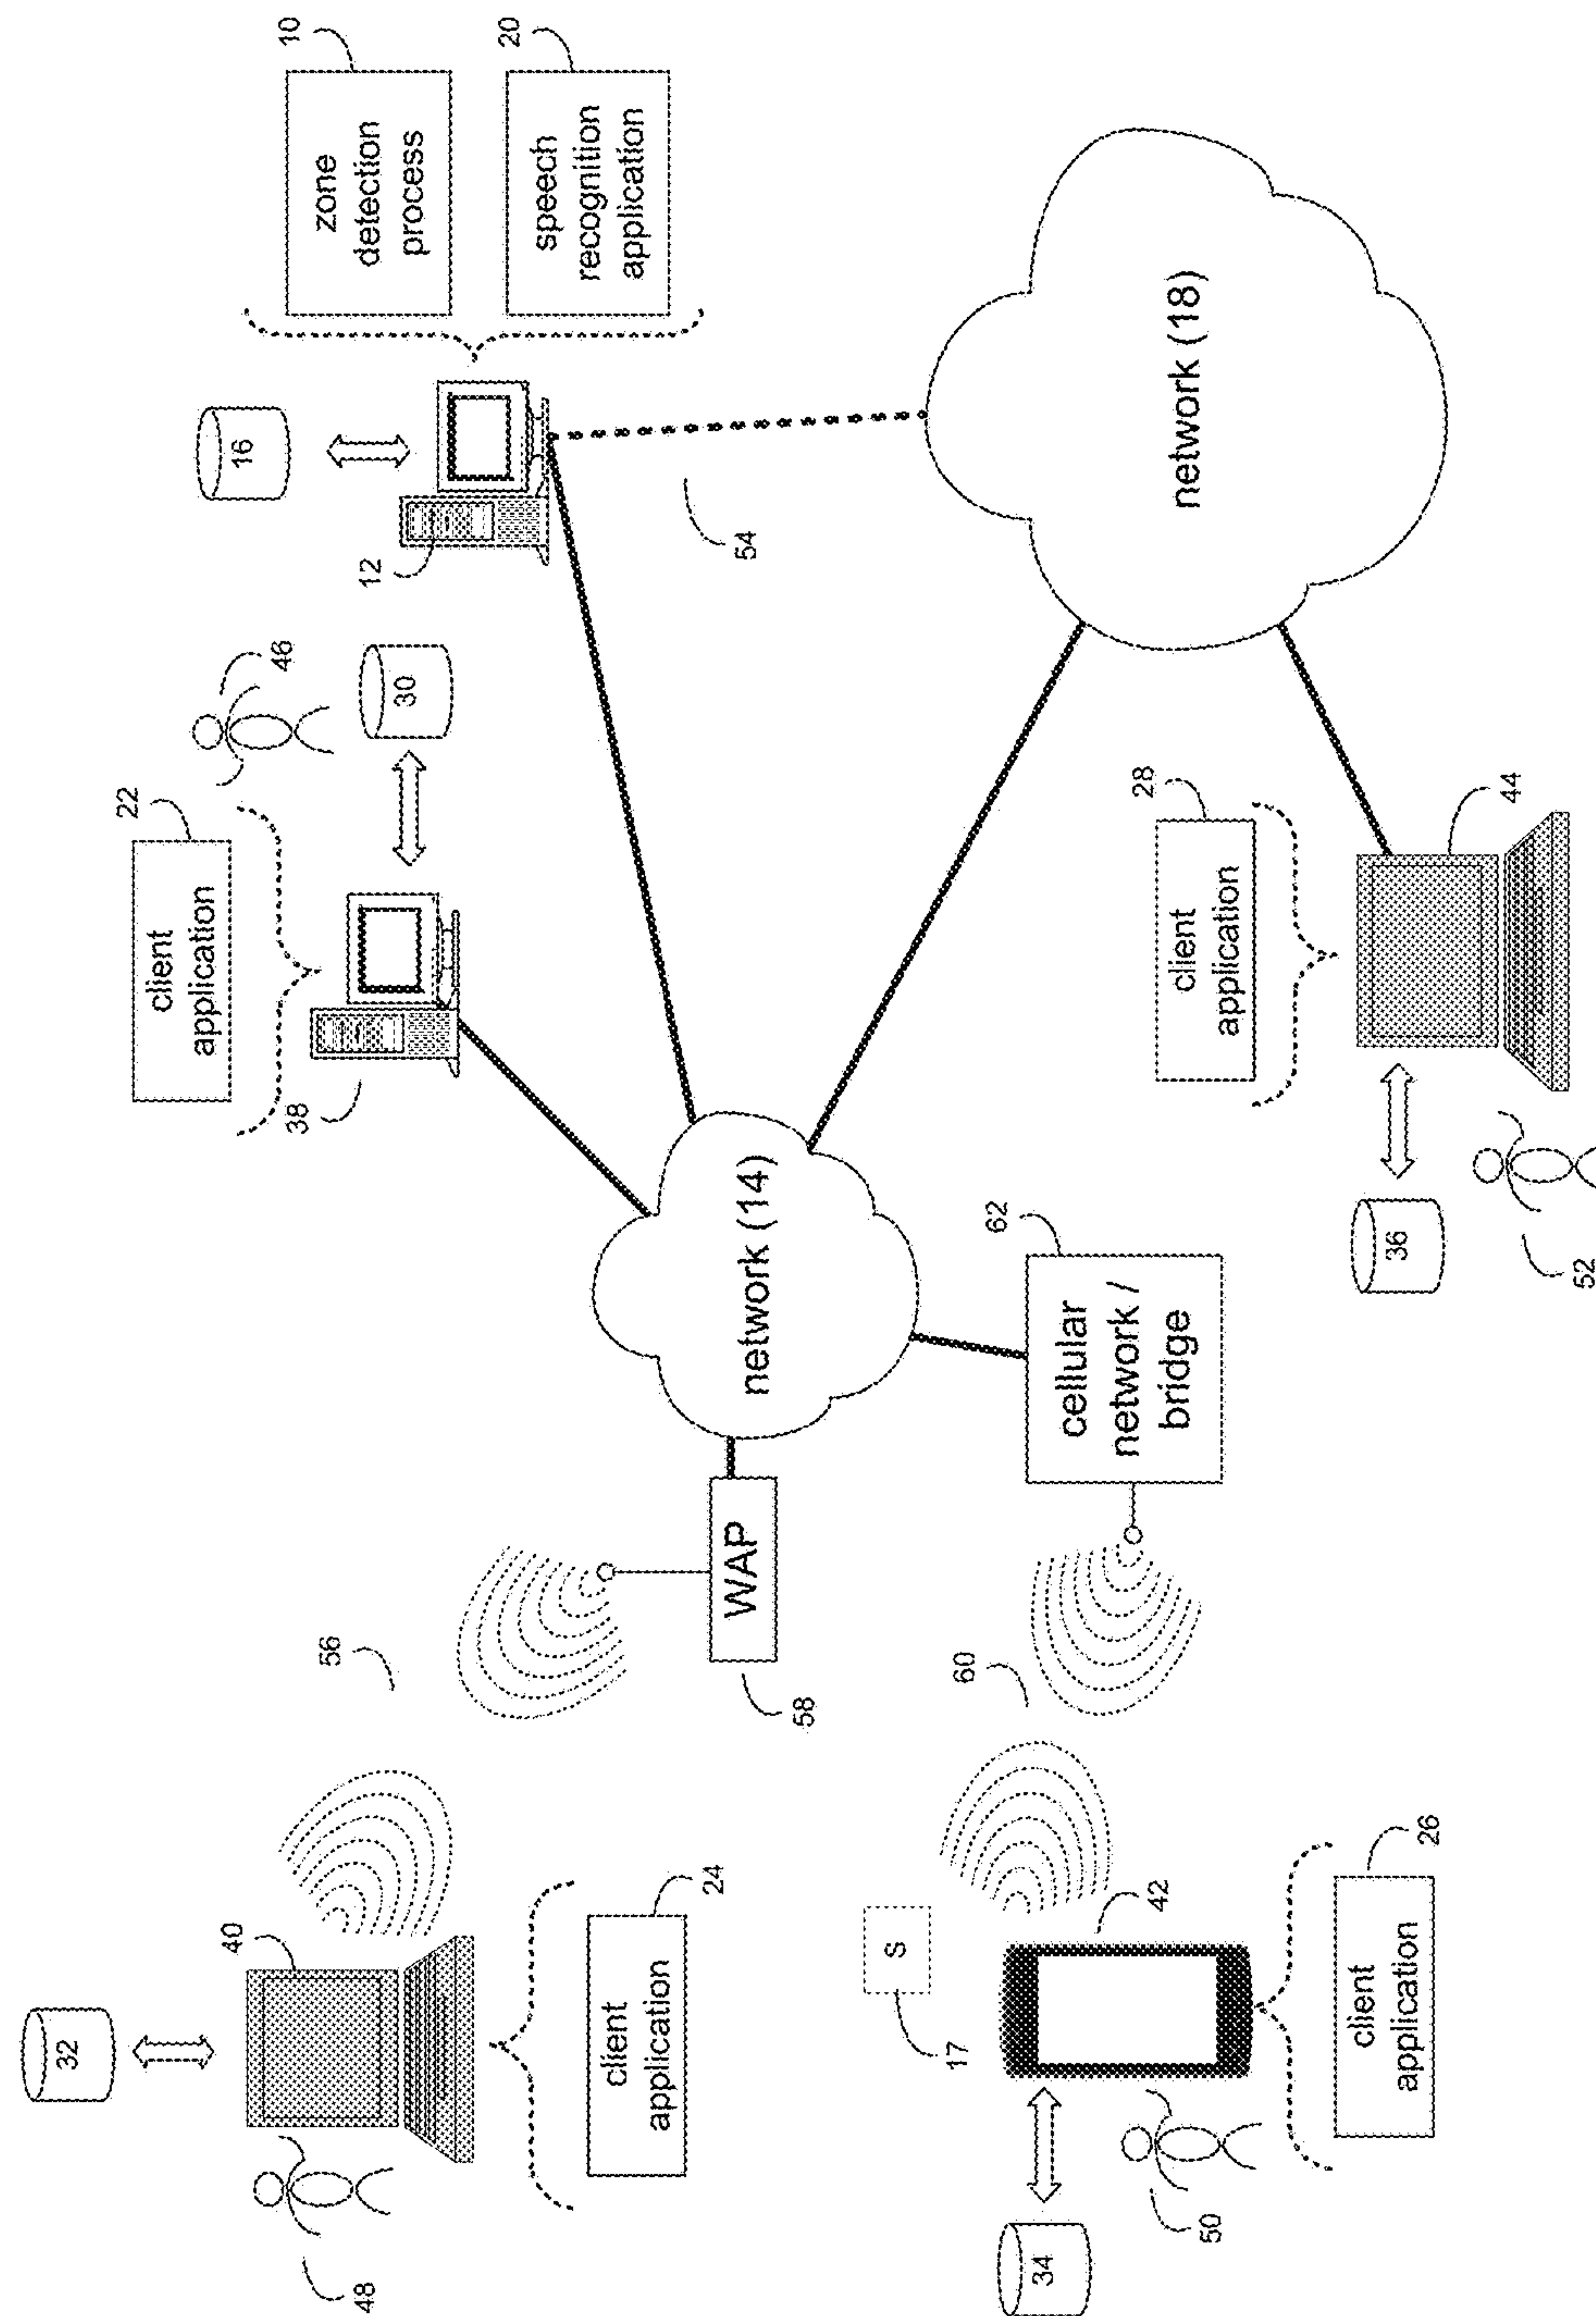 32
40
48
client
application
24
56
WAP
58
22
client
application
38
46
30
16
12
10
zone
detection
process
20
speech
recognition
application
54
network (14)
34
50
17
S
42
client
application
26
60
cellular
network /
bridge
62
network (18)
28
client
application
44
36
52